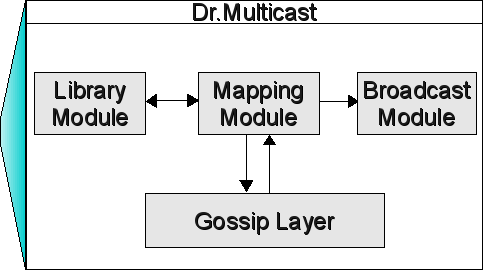 Dr.Multicast
Library
Module
Mapping
Module
Broadcast
Module
Gossip Layer